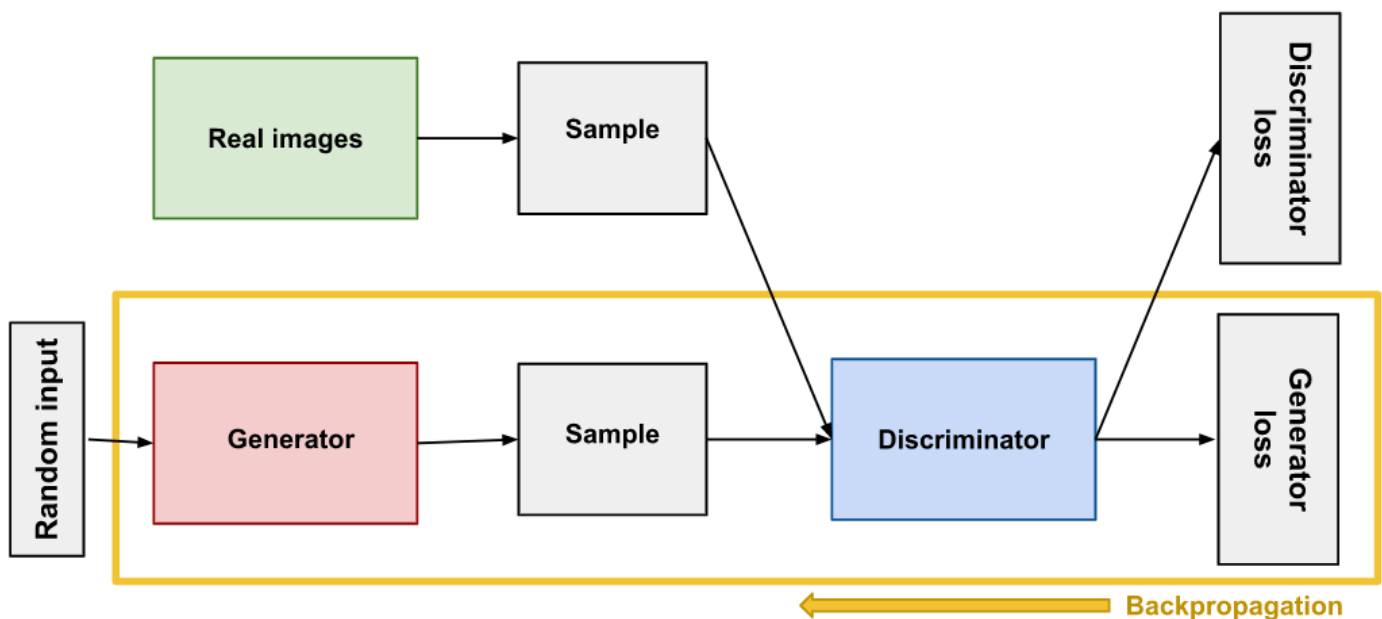 Real images
Sample
Discriminator
loss
Random input
Generator
Sample
Discriminator
Generator
loss
Backpropagation